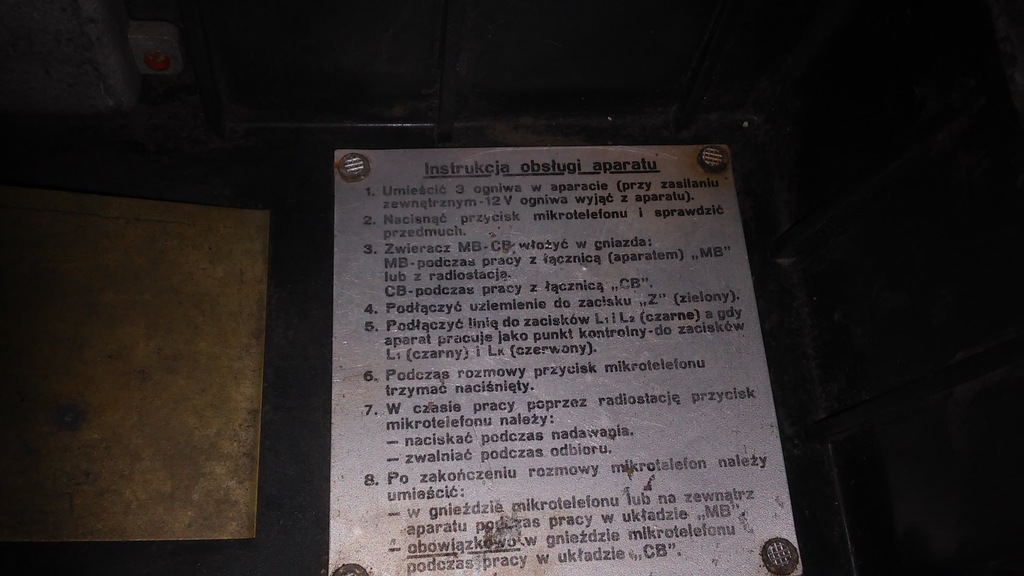 Instrukcja obsługi aparatu
1. Umieścić 3 ogniwa w aparacie (przy zasilaniu
zewnętrznym-12V ogniwa wyjąć z aparatu).
2. Nacisnąć przycisk mikrotelefonu i sprawdzić
przedmuch.
3. Zwieracz MB-CB włożyć w gniazda:
MB-podczas pracy z łącznicą (aparatem) „MB”
lub z radiostacją.
CB-podczas pracy z łącznicą „CB”.
4. Podłączyć uziemienie do zacisku „Z” (zielony).
5. Podłączyć linię do zacisków L₁ i L₂ (czarne) a gdy
aparat pracuje jako punkt kontrolny-do zacisków
L₁ (czarny) i Lᴋ (czerwony).
6. Podczas rozmowy przycisk mikrotelefonu
trzymać naciśnięty.
7. W czasie pracy poprzez radiostację przycisk
mikrotelefonu należy:
– naciskać podczas nadawania.
– zwalniać podczas odbioru.
8. Po zakończeniu rozmowy mikrotelefon należy
umieścić:
– w gnieździe mikrotelefonu lub na zewnątrz
aparatu podczas pracy w układzie „MB”,
– obowiązkowo w gnieździe mikrotelefonu
podczas pracy w układzie „CB”.